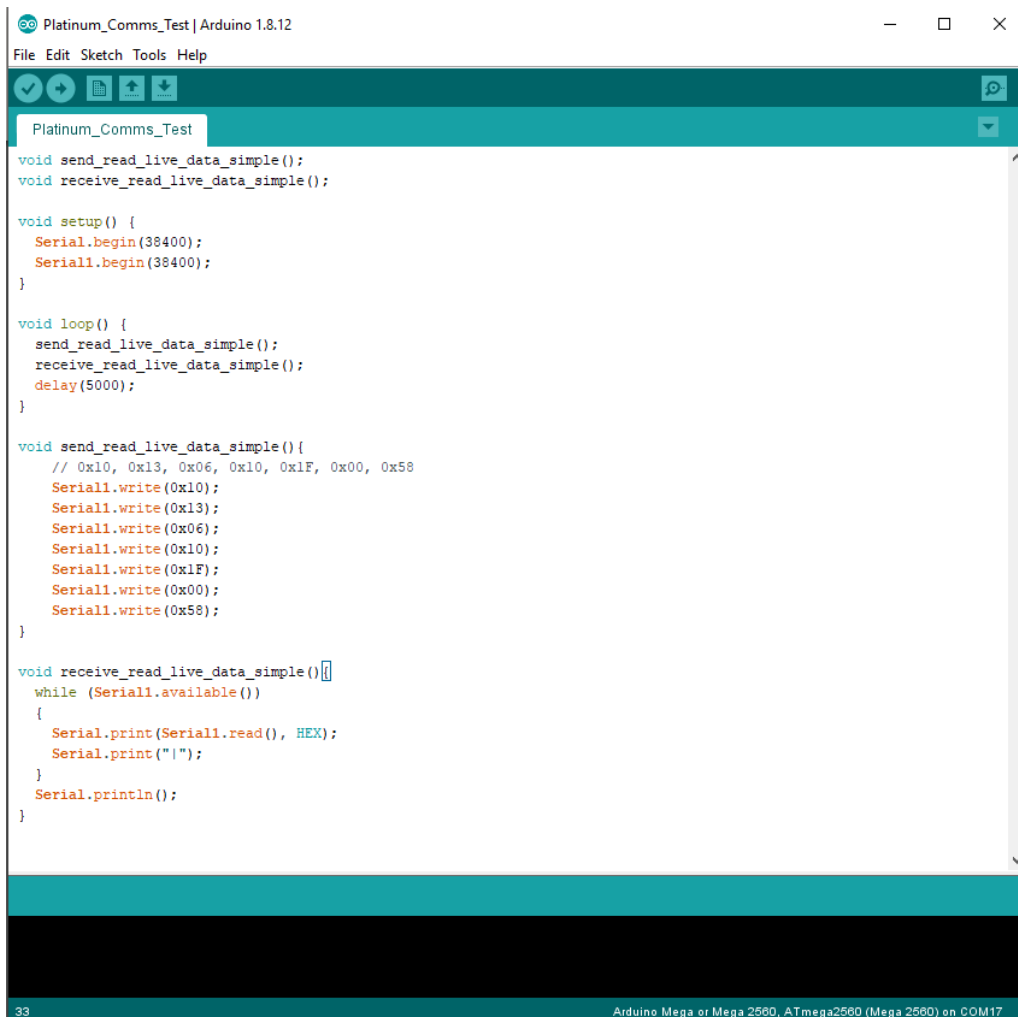 Platinum_Comms_Test | Arduino 1.8.12
File Edit Sketch Tools Help
Platinum_Comms_Test
void send_read_live_data_simple();
void receive_read_live_data_simple();

void setup() {
  Serial.begin(38400);
  Serial1.begin(38400);
}

void loop() {
  send_read_live_data_simple();
  receive_read_live_data_simple();
  delay(5000);
}

void send_read_live_data_simple(){
    // 0x10, 0x13, 0x06, 0x10, 0x1F, 0x00, 0x58
    Serial1.write(0x10);
    Serial1.write(0x13);
    Serial1.write(0x06);
    Serial1.write(0x10);
    Serial1.write(0x1F);
    Serial1.write(0x00);
    Serial1.write(0x58);
}

void receive_read_live_data_simple(){
  while (Serial1.available())
  {
    Serial.print(Serial1.read(), HEX);
    Serial.print("|");
  }
  Serial.println();
}
33
Arduino Mega or Mega 2560, ATmega2560 (Mega 2560) on COM17